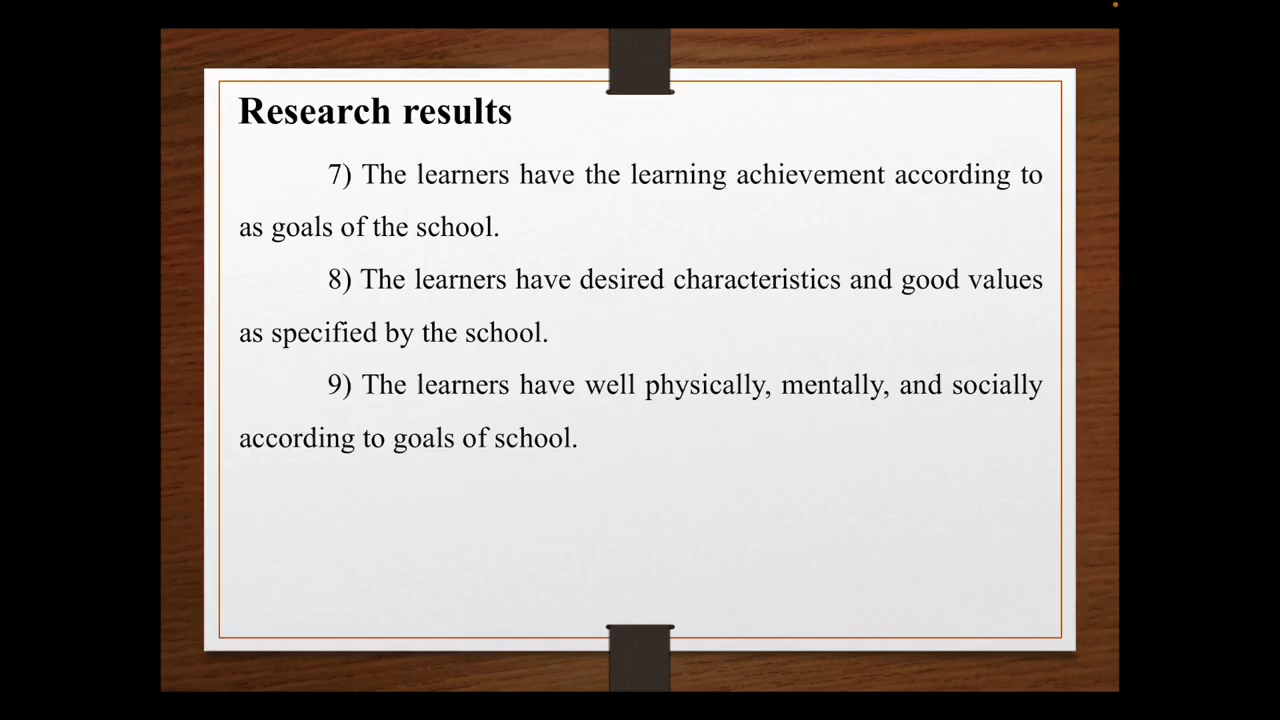 Research results
7) The learners have the learning achievement according to
as goals of the school.
8) The learners have desired characteristics and good values
as specified by the school.
9) The learners have well physically, mentally, and socially
according to goals of school.